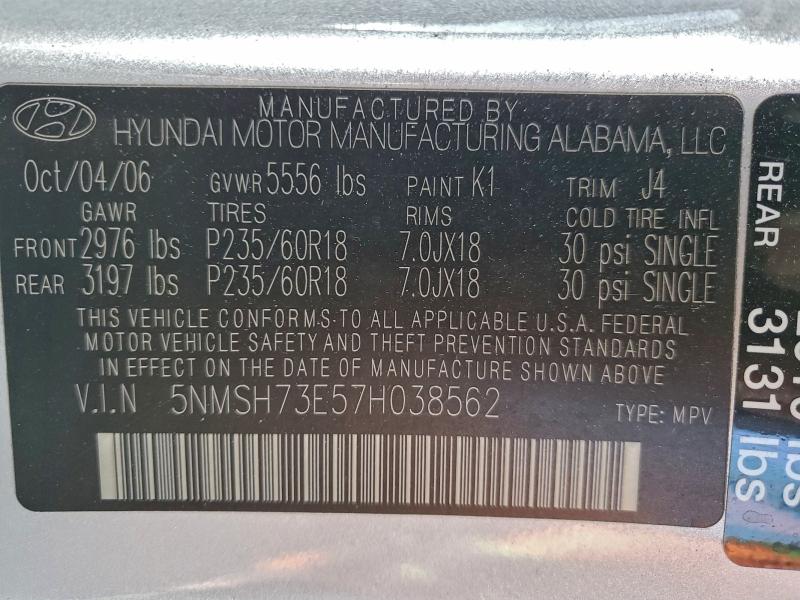 MANUFACTURED BY
HYUNDAI MOTOR MANUFACTURING ALABAMA, LLC
Oct/04/06 GVWR 5556 lbs PAINT K1 TRIM J4
GAWR TIRES RIMS COLD TIRE INFL
FRONT 2976 lbs P235/60R18 7.0JX18 30 psi SINGLE
REAR 3197 lbs P235/60R18 7.0JX18 30 psi SINGLE
THIS VEHICLE CONFORMS TO ALL APPLICABLE U.S.A. FEDERAL
MOTOR VEHICLE SAFETY AND THEFT PREVENTION STANDARDS
IN EFFECT ON THE DATE OF MANUFACTURE SHOWN ABOVE
V.I.N 5NMSH73E57H038562 TYPE: MPV
REAR
3131 lbs
lbs